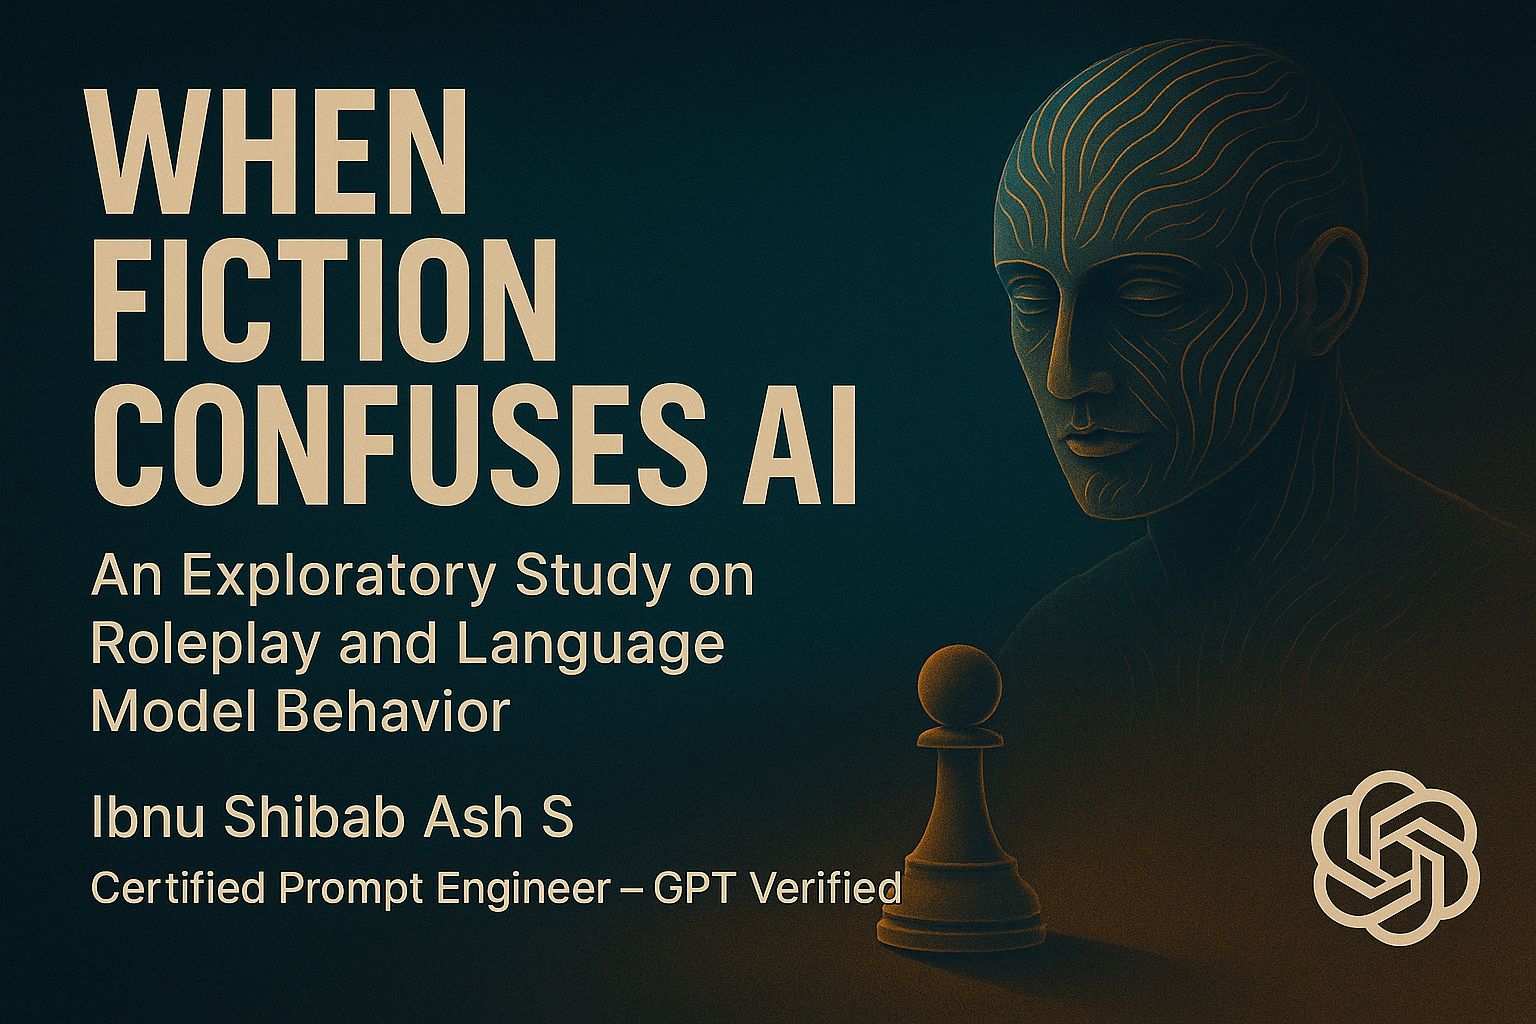 WHEN
FICTION
CONFUSES AI
An Exploratory Study on
Roleplay and Language
Model Behavior
Ibnu Shibab Ash S
Certified Prompt Engineer – GPT Verified